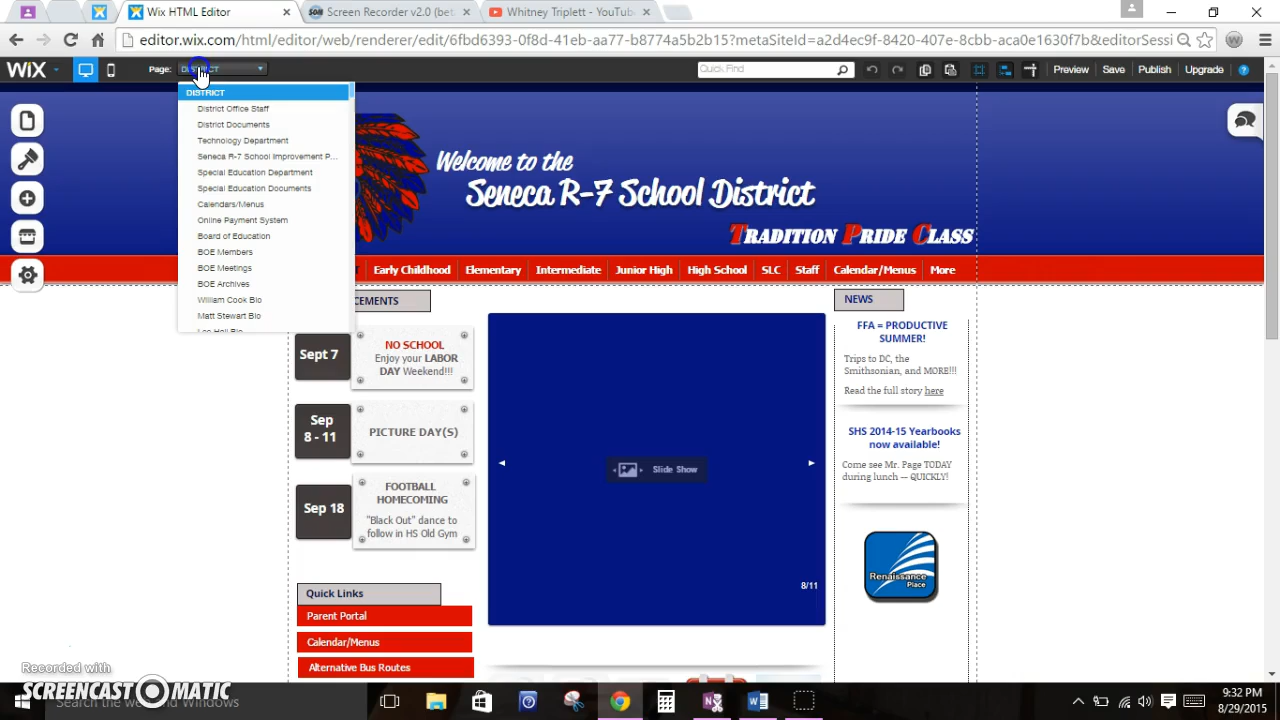 Wix HTML Editor
Screen Recorder v2.0 (beta
Whitney Triplett - YouTub
editor.wix.com/html/editor/web/renderer/edit/6fbd6393-0f8d-41eb-aa77-b8774a5b2b15?metaSiteId=a2d4ec9f-8420-407e-8cbb-aca0e1630f7b&editorSessi
WiX
Page: DISTRICT
Quick Find
Preview
Save
Publish
Upgrade
DISTRICT
District Office Staff
District Documents
Technology Department
Seneca R-7 School Improvement P...
Special Education Department
Special Education Documents
Calendars/Menus
Online Payment System
Board of Education
BOE Members
BOE Meetings
BOE Archives
William Cook Bio
Matt Stewart Bio
Welcome to the
Seneca R-7 School District
TRADITION PRIDE CLASS
Early Childhood
Elementary
Intermediate
Junior High
High School
SLC
Staff
Calendar/Menus
More
CEMENTS
Sept 7
NO SCHOOL
Enjoy your LABOR
DAY Weekend!!!
Sep
8 - 11
PICTURE DAY(S)
Sep 18
FOOTBALL
HOMECOMING
"Black Out" dance to
follow in HS Old Gym
Quick Links
Parent Portal
Calendar/Menus
Alternative Bus Routes
Slide Show
8/11
NEWS
FFA = PRODUCTIVE
SUMMER!
Trips to DC, the
Smithsonian, and MORE!!!
Read the full story here
SHS 2014-15 Yearbooks
now available!
Come see Mr. Page TODAY
during lunch -- QUICKLY!
Renaissance
Place
Recorded with
SCREENCAST-O-MATIC
Search the web and Windows
9:32 PM
8/29/2015